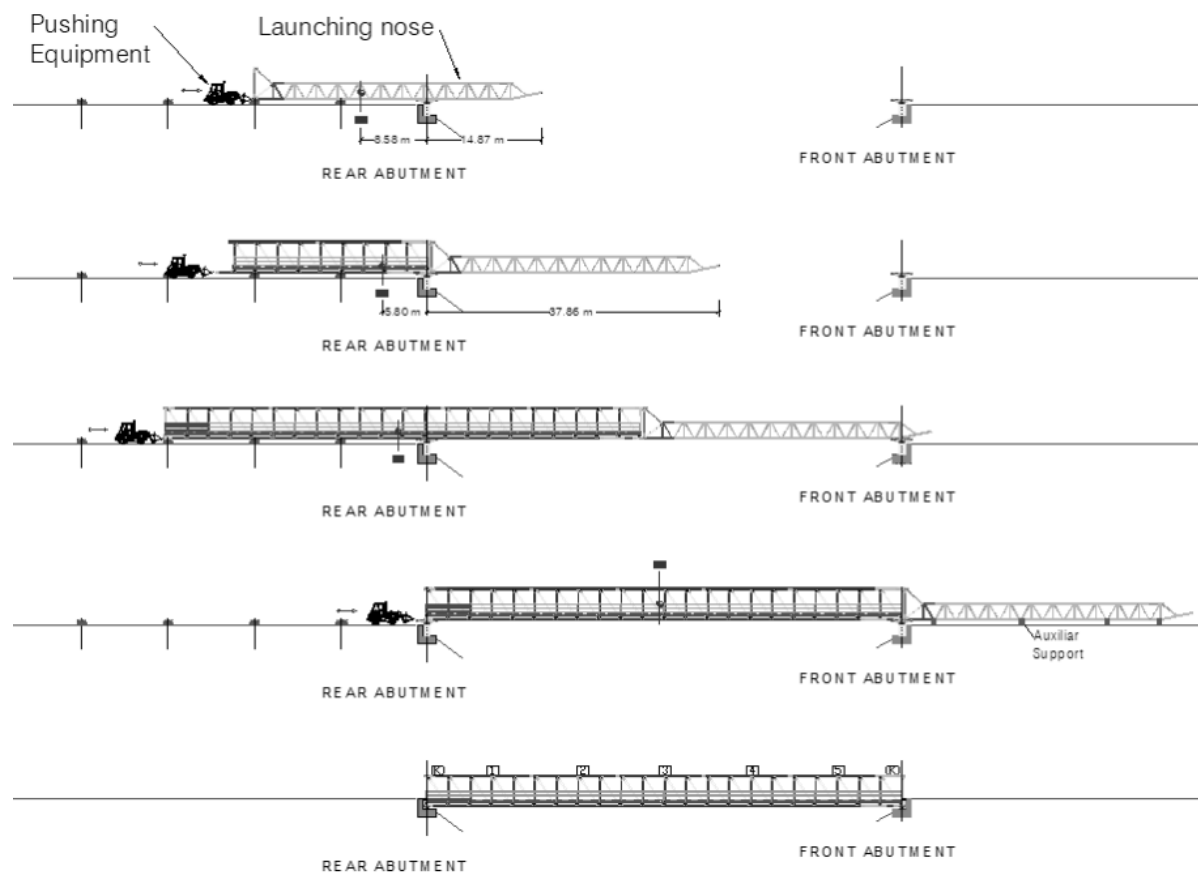 Pushing
Equipment
Launching nose
8.58 m
14.87 m
REAR ABUTMENT
FRONT ABUTMENT
5.80 m
37.86 m
REAR ABUTMENT
FRONT ABUTMENT
REAR ABUTMENT
FRONT ABUTMENT
Auxiliar
Support
REAR ABUTMENT
FRONT ABUTMENT
(K) 1 2 3 4 5 (K)
REAR ABUTMENT
FRONT ABUTMENT